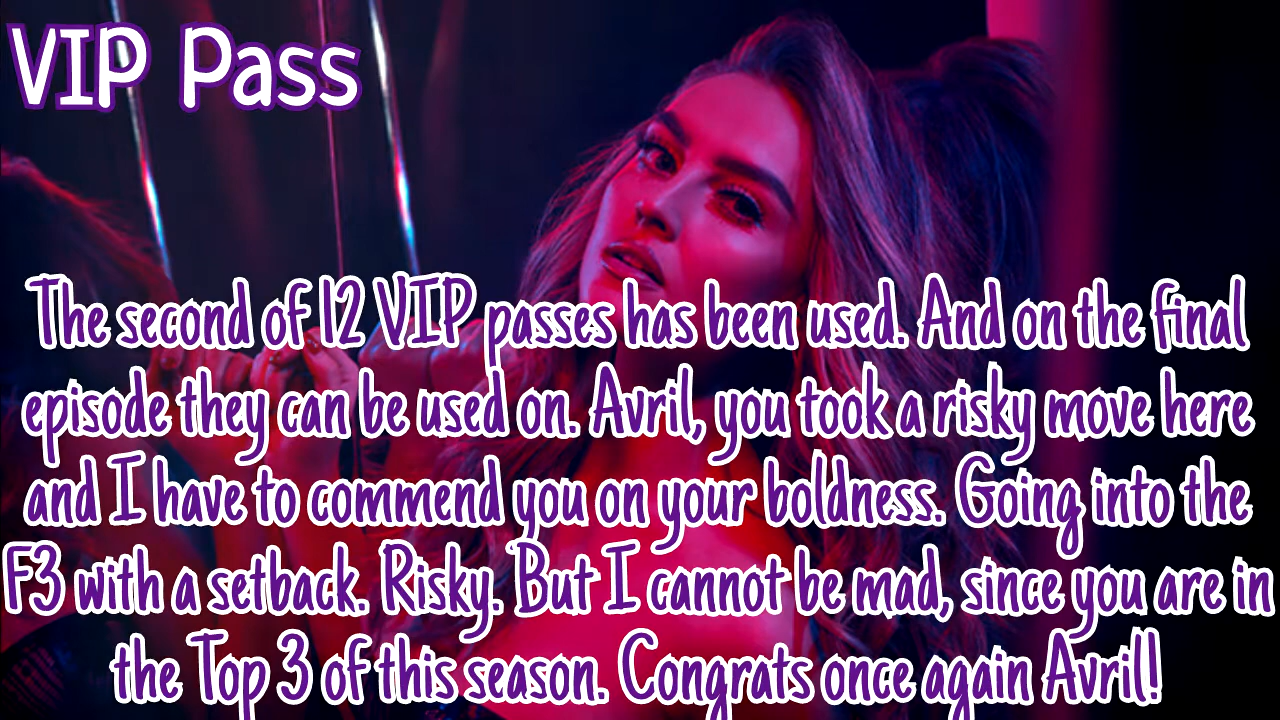 VIP Pass
The second of 12 VIP passes has been used. And on the final
episode they can be used on. Avril, you took a risky move here
and I have to commend you on your boldness. Going into the
F3 with a setback. Risky. But I cannot be mad, since you are in
the Top 3 of this season. Congrats once again Avril!